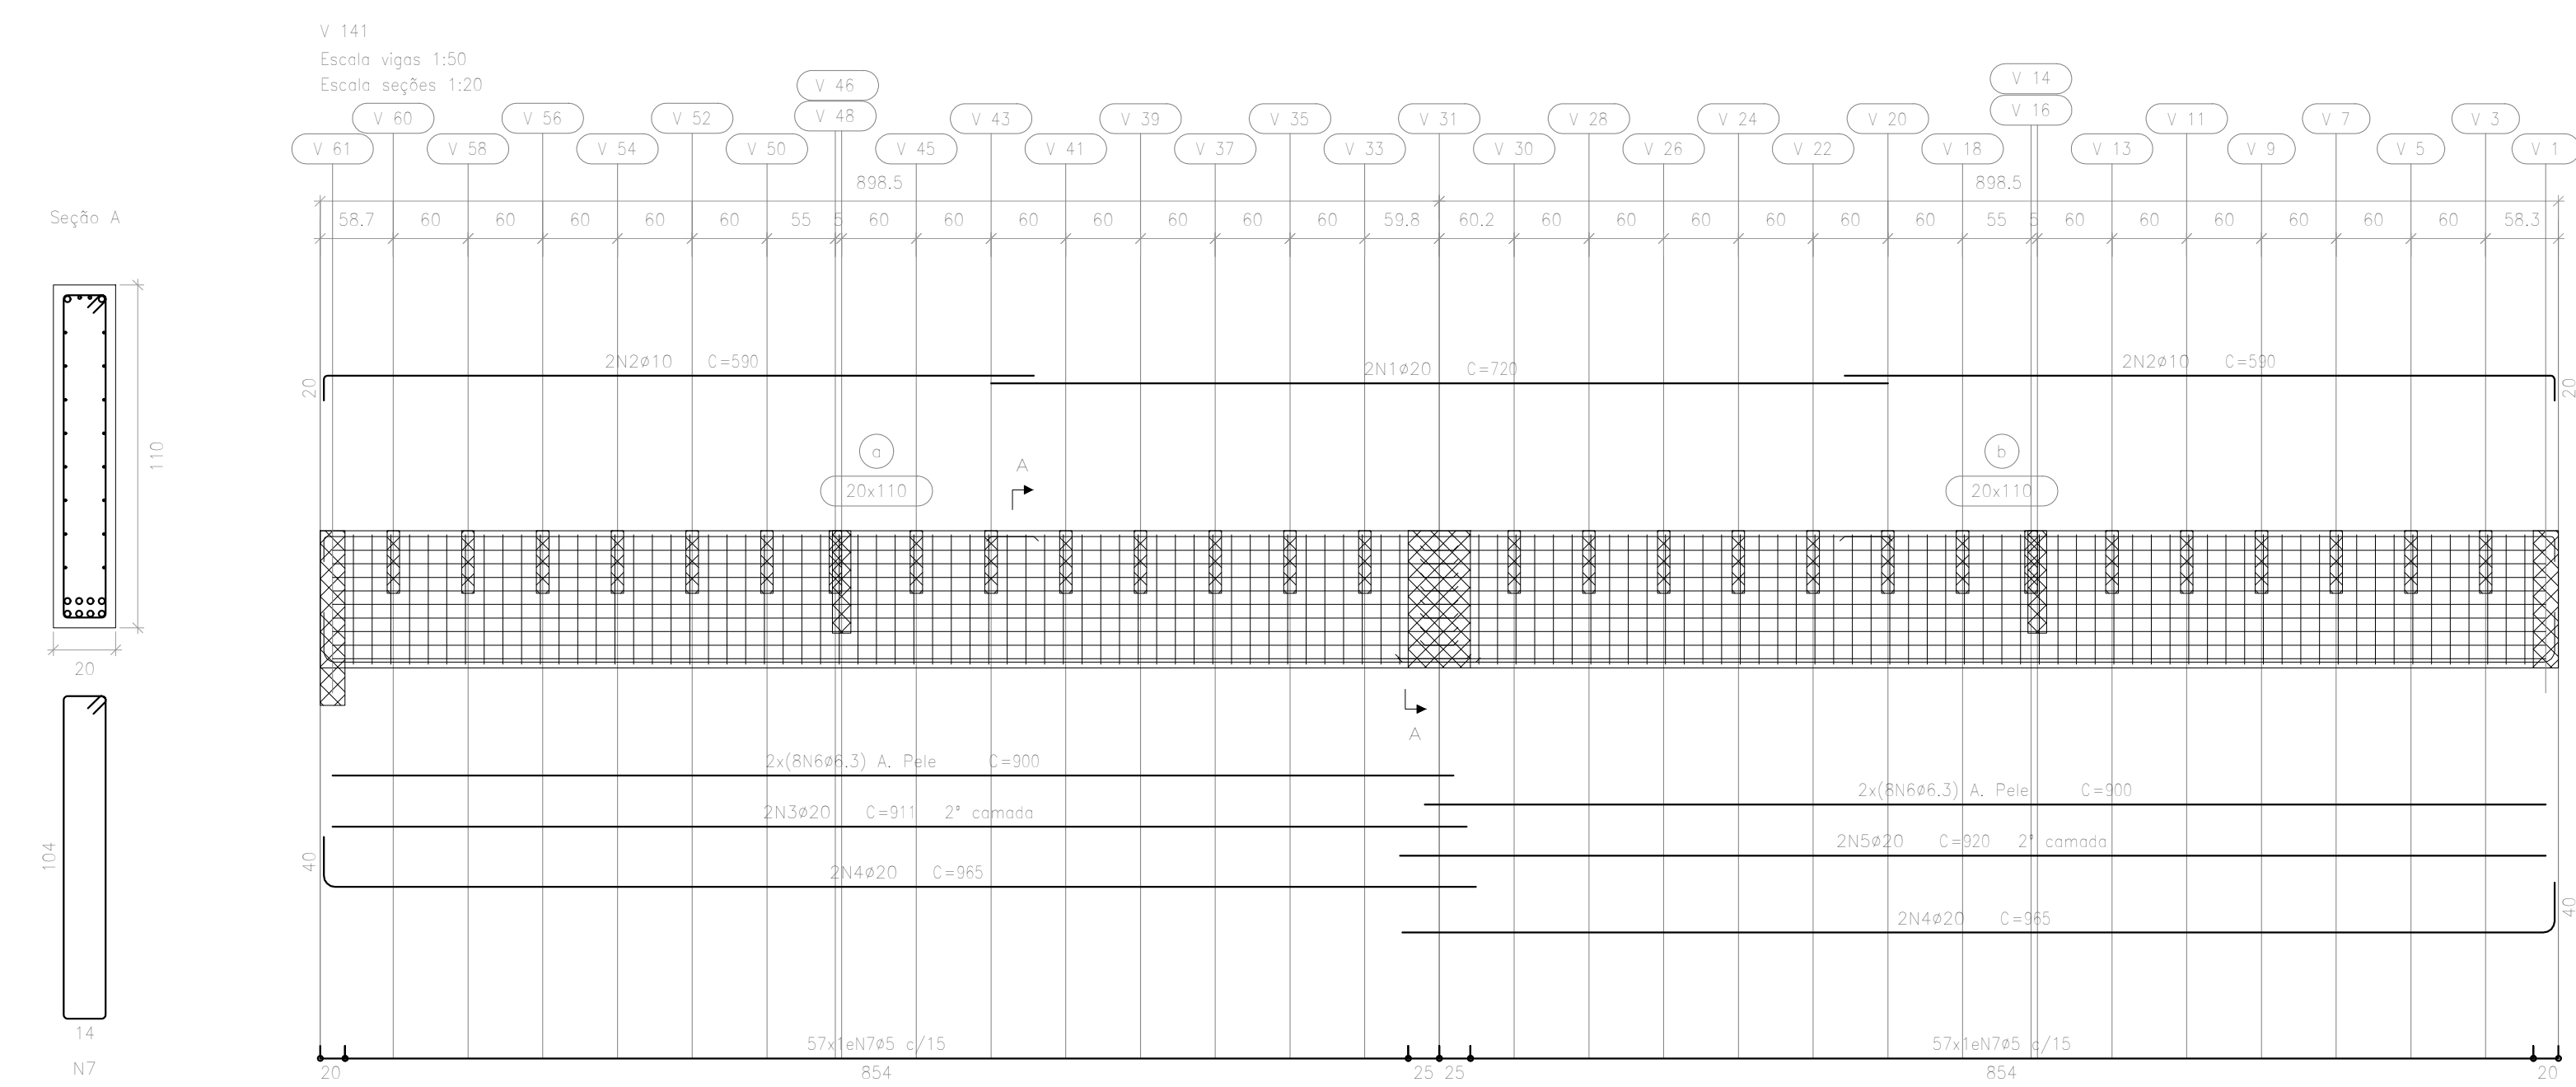 V 141
Escala vigas 1:50
Escala seções 1:20
V 46 V 14
V 48 V 16
V 60 V 56 V 52 V 43 V 39 V 35 V 31 V 28 V 24 V 20 V 11 V 7 V 3
V 61 V 58 V 54 V 50 V 45 V 41 V 37 V 33 V 30 V 26 V 22 V 18 V 13 V 9 V 5 V 1
898.5 898.5
Seção A
58.7 60 60 60 60 60 55 5 60 60 60 60 60 60 60 59.8 60.2 60 60 60 60 60 60 55 5 60 60 60 60 60 60 58.3
2N2ø10 C=590
2N1ø20 C=720
2N2ø10 C=590
20 20
a
b
110
A
20x110
20x110
20
A
2x(8N6ø6.3) A. Pele C=900
2x(8N6ø6.3) A. Pele C=900
2N3ø20 C=911 2ª camada
2N5ø20 C=920 2ª camada
104
40
2N4ø20 C=965
40
2N4ø20 C=965
14
N7
57x1eN7ø5 c/15
57x1eN7ø5 c/15
20 854 25 25 854 20